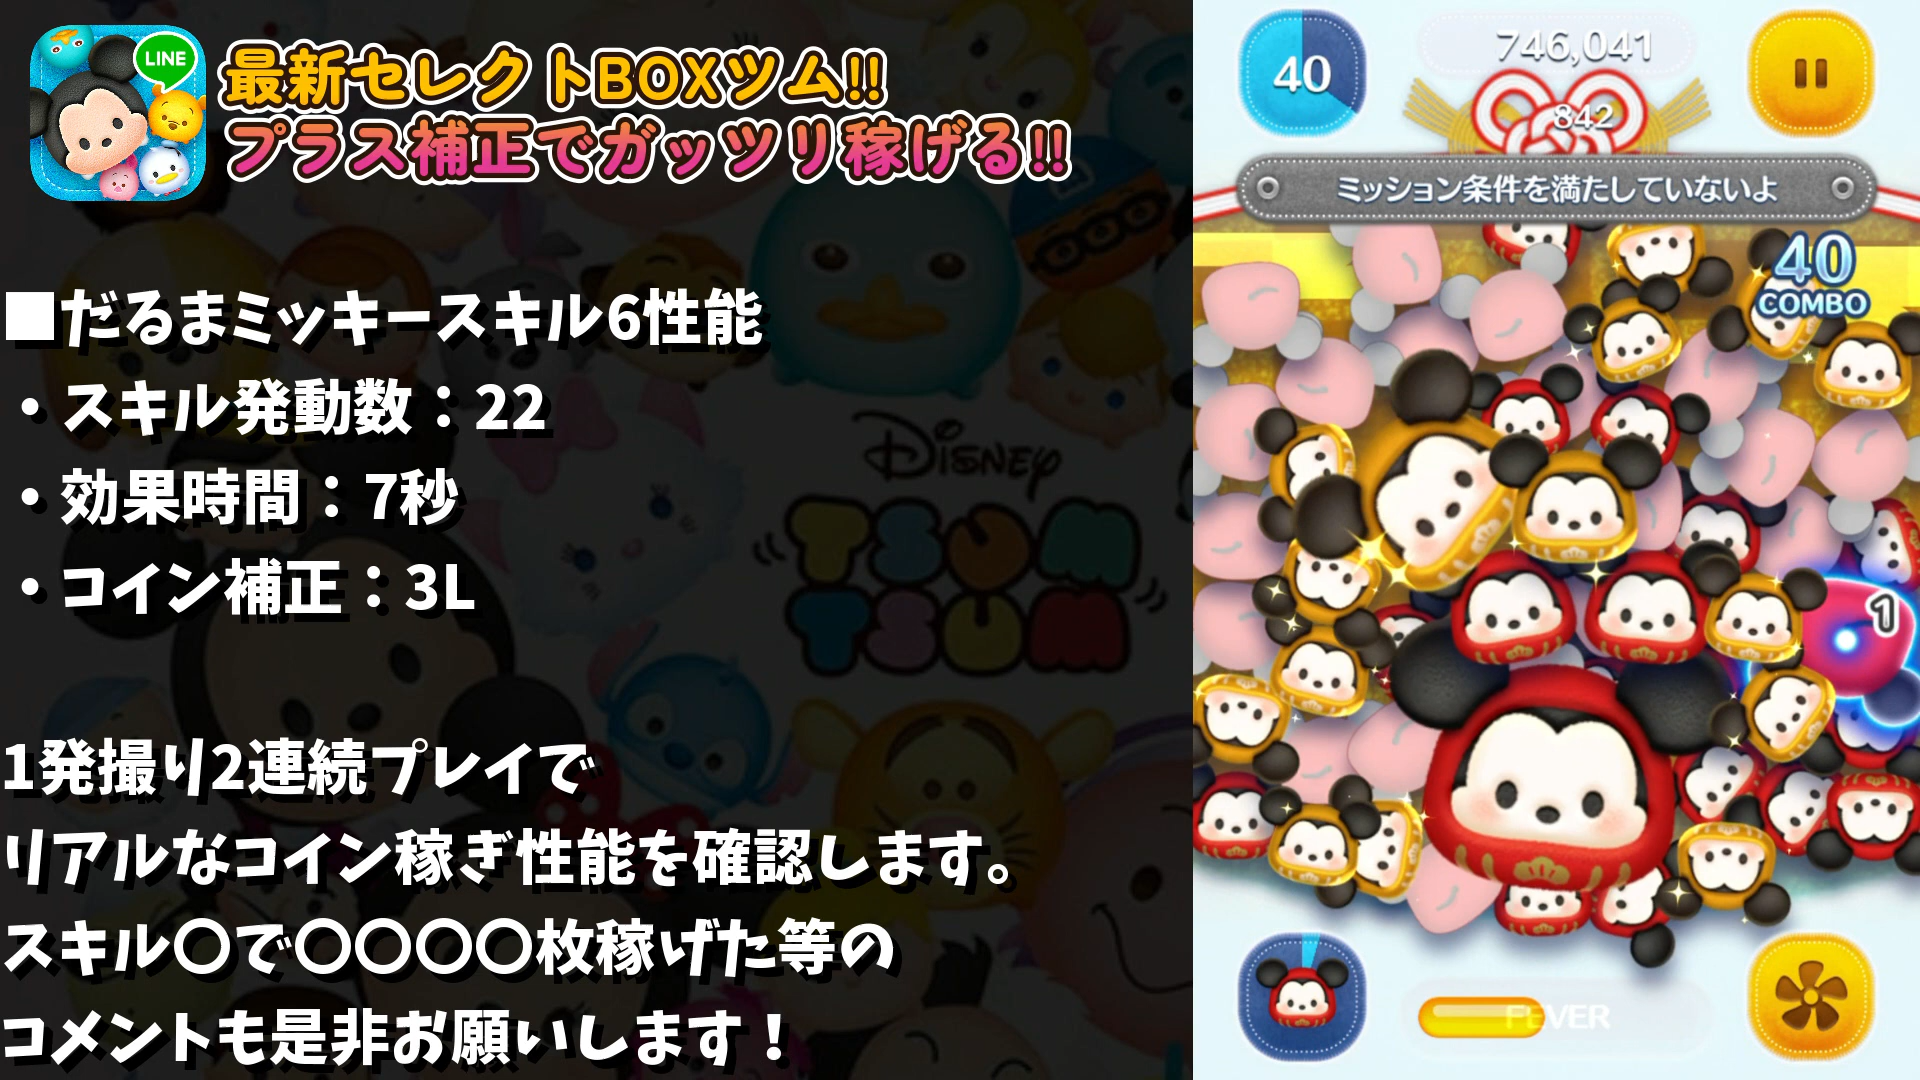 LINE
最新セレクトBOXツム!!
プラス補正でガッツリ稼げる!!
■だるまミッキースキル6性能
・スキル発動数：22
・効果時間：7秒
・コイン補正：3L
1発撮り2連続プレイで
リアルなコイン稼ぎ性能を確認します。
スキル〇で〇〇〇〇枚稼げた等の
コメントも是非お願いします！
Disney
TSUM
TSUM
40
746,041
842
ミッション条件を満たしていないよ
40
COMBO
1
FEVER